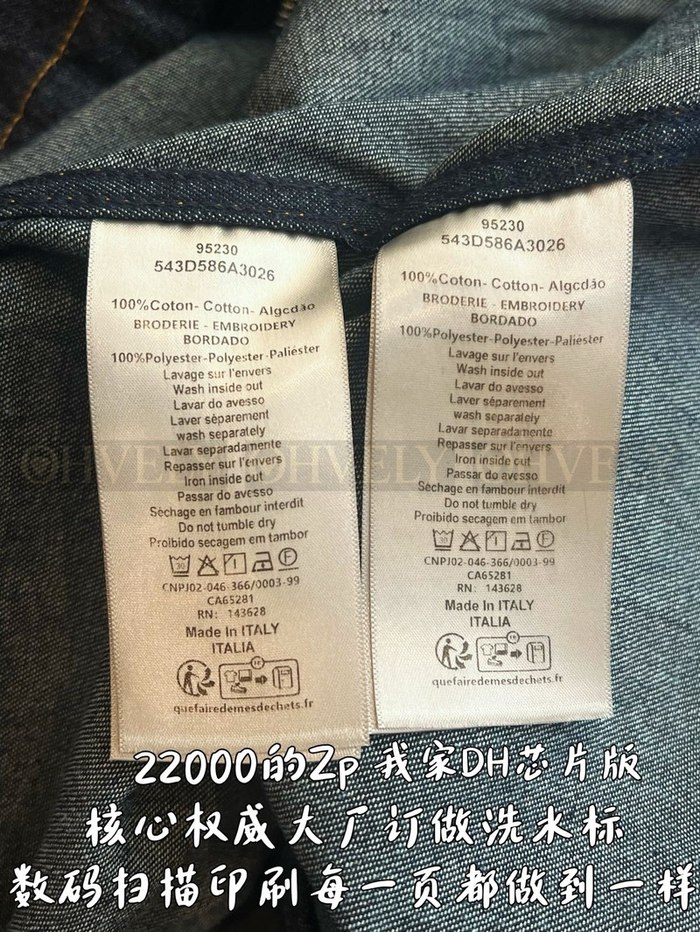 95230
543D586A3026
100%Coton- Cotton- Algcdão
BRODERIE - EMBROIDERY
BORDADO
100%Polyester-Polyester-Paliéster
Lavage sur l'envers
Wash inside out
Lavar do avesso
Laver séparement
wash separately
Lavar separadamente
Repasser sur l'envers
Iron inside out
Passar do avesso
Séchage en fambour interdit
Do not tumble dry
Proibido secagem em tambor
30
F
CNPJ02-046-366/0003-99
CA65281
RN: 143628
Made In ITALY
ITALIA
FR
quefairedemesdechets.fr
95230
543D586A3026
100%Coton- Cotton- Algcdão
BRODERIE - EMBROIDERY
BORDADO
100%Polyester-Polyester-Paliéster
Lavage sur l'envers
Wash inside out
Lavar do avesso
Laver séparement
wash separately
Lavar separadamente
Repasser sur l'envers
Iron inside out
Passar do avesso
Séchage en fambour interdit
Do not tumble dry
Proibido secagem em tambor
30
F
CNPJ02-046-366/0003-99
CA65281
RN: 143628
Made In ITALY
ITALIA
FR
quefairedemesdechets.fr
22000的Zp 我家DH芯片版
核心权威大厂订做洗水标
数码扫描印刷每一页都做到一样